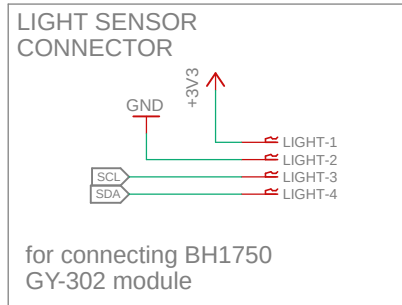 LIGHT SENSOR
CONNECTOR
+3V3
GND
LIGHT-1
LIGHT-2
SCL
LIGHT-3
SDA
LIGHT-4
for connecting BH1750
GY-302 module